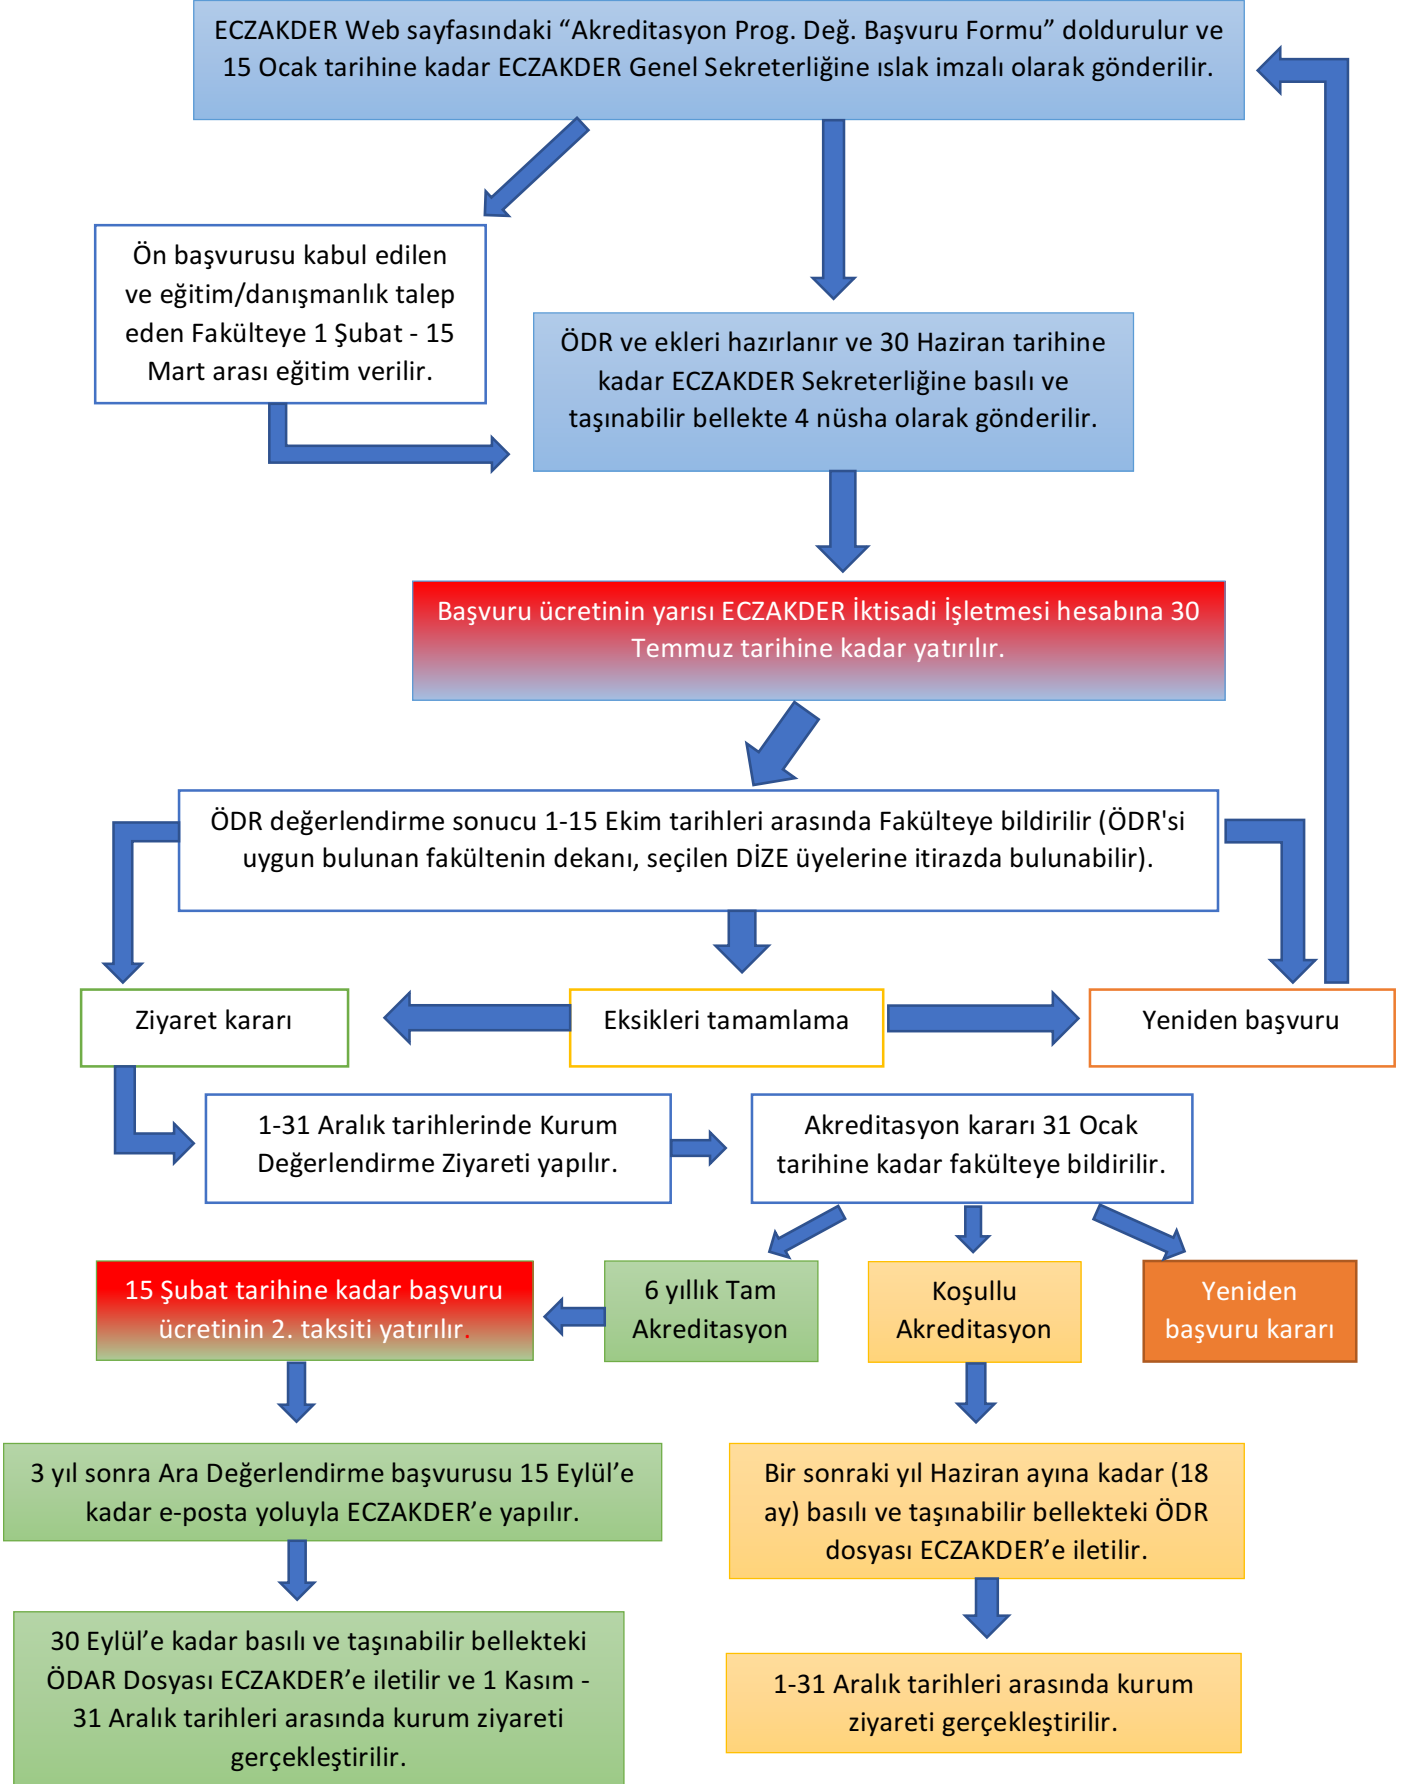 ECZAKDER Web sayfasındaki “Akreditasyon Prog. Değ. Başvuru Formu” doldurulur ve
15 Ocak tarihine kadar ECZAKDER Genel Sekreterliğine ıslak imzalı olarak gönderilir.
Ön başvurusu kabul edilen
ve eğitim/danışmanlık talep
eden Fakülteye 1 Şubat - 15
Mart arası eğitim verilir.
ÖDR ve ekleri hazırlanır ve 30 Haziran tarihine
kadar ECZAKDER Sekreterliğine basılı ve
taşınabilir bellekte 4 nüsha olarak gönderilir.
Başvuru ücretinin yarısı ECZAKDER İktisadi İşletmesi hesabına 30
Temmuz tarihine kadar yatırılır.
ÖDR değerlendirme sonucu 1-15 Ekim tarihleri arasında Fakülteye bildirilir (ÖDR'si
uygun bulunan fakültenin dekanı, seçilen DİZE üyelerine itirazda bulunabilir).
Ziyaret kararı
Eksikleri tamamlama
Yeniden başvuru
1-31 Aralık tarihlerinde Kurum
Değerlendirme Ziyareti yapılır.
Akreditasyon kararı 31 Ocak
tarihine kadar fakülteye bildirilir.
15 Şubat tarihine kadar başvuru
ücretinin 2. taksiti yatırılır.
6 yıllık Tam
Akreditasyon
Koşullu
Akreditasyon
Yeniden
başvuru kararı
3 yıl sonra Ara Değerlendirme başvurusu 15 Eylül’e
kadar e-posta yoluyla ECZAKDER’e yapılır.
Bir sonraki yıl Haziran ayına kadar (18
ay) basılı ve taşınabilir bellekteki ÖDR
dosyası ECZAKDER’e iletilir.
30 Eylül’e kadar basılı ve taşınabilir bellekteki
ÖDAR Dosyası ECZAKDER’e iletilir ve 1 Kasım -
31 Aralık tarihleri arasında kurum ziyareti
gerçekleştirilir.
1-31 Aralık tarihleri arasında kurum
ziyareti gerçekleştirilir.